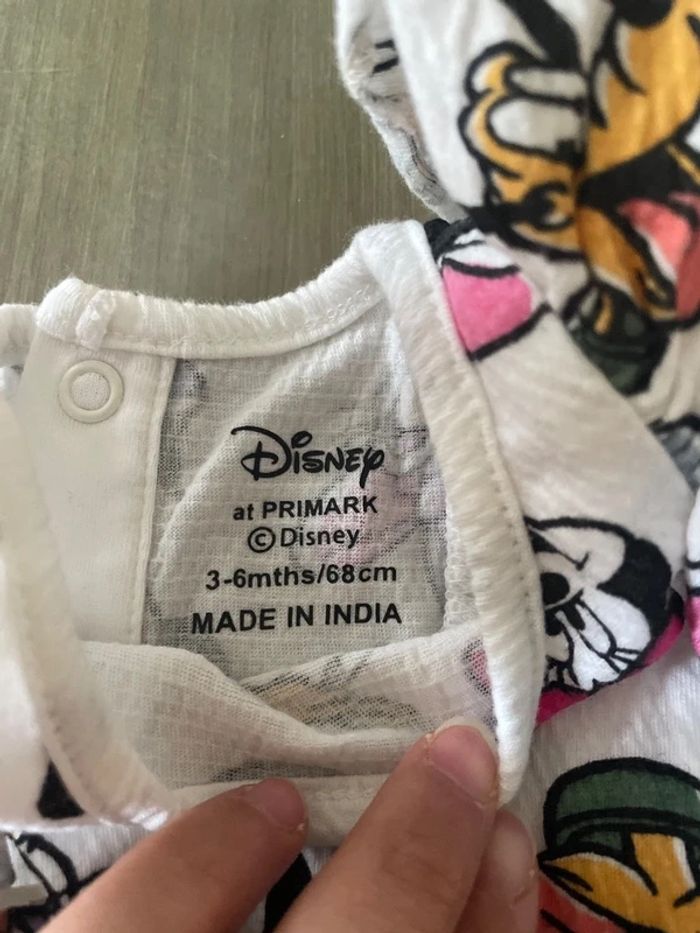 Disney
at PRIMARK
©Disney
3-6mths/68cm
MADE IN INDIA